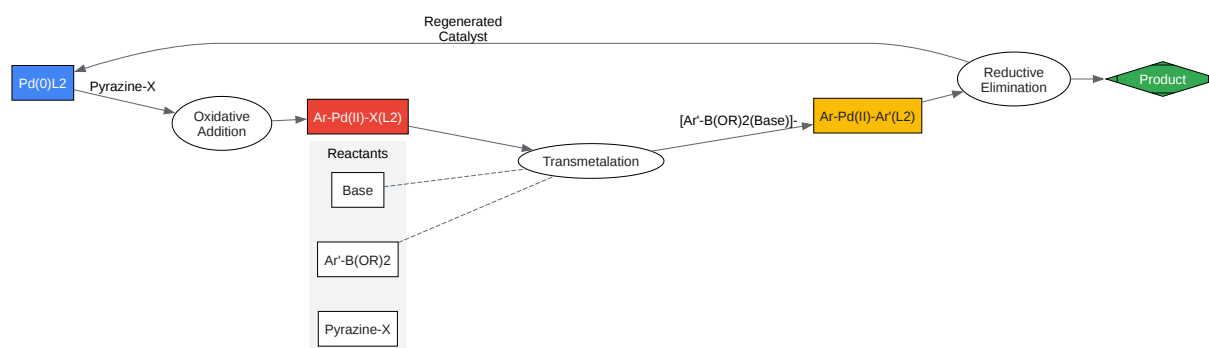 Regenerated
Catalyst
Pd(0)L2
Pyrazine-X
Oxidative
Addition
Ar-Pd(II)-X(L2)
Reactants
Base
Ar'-B(OR)2
Pyrazine-X
Transmetalation
[Ar'-B(OR)2(Base)]-
Ar-Pd(II)-Ar'(L2)
Reductive
Elimination
Product